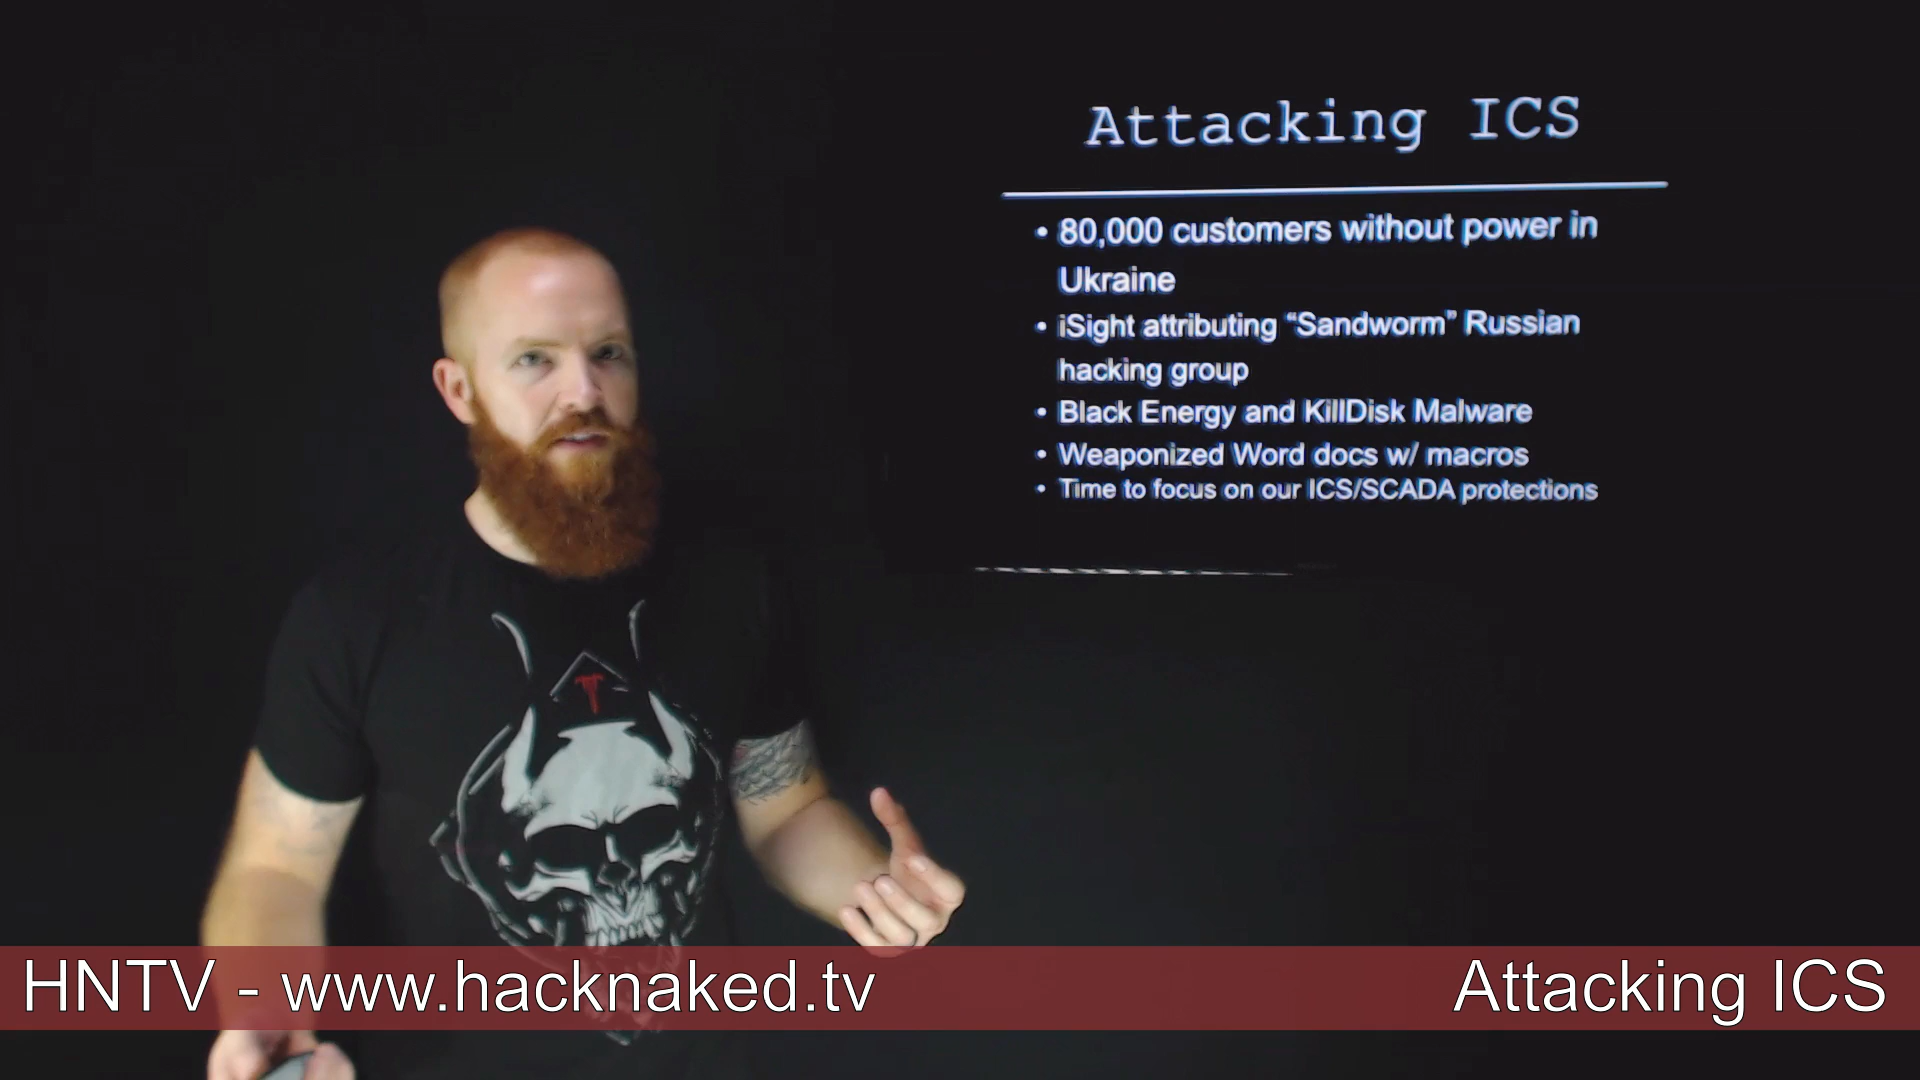 Attacking ICS
• 80,000 customers without power in
Ukraine
• iSight attributing “Sandworm” Russian
hacking group
• Black Energy and KillDisk Malware
• Weaponized Word docs w/ macros
• Time to focus on our ICS/SCADA protections
HNTV - www.hacknaked.tv
Attacking ICS